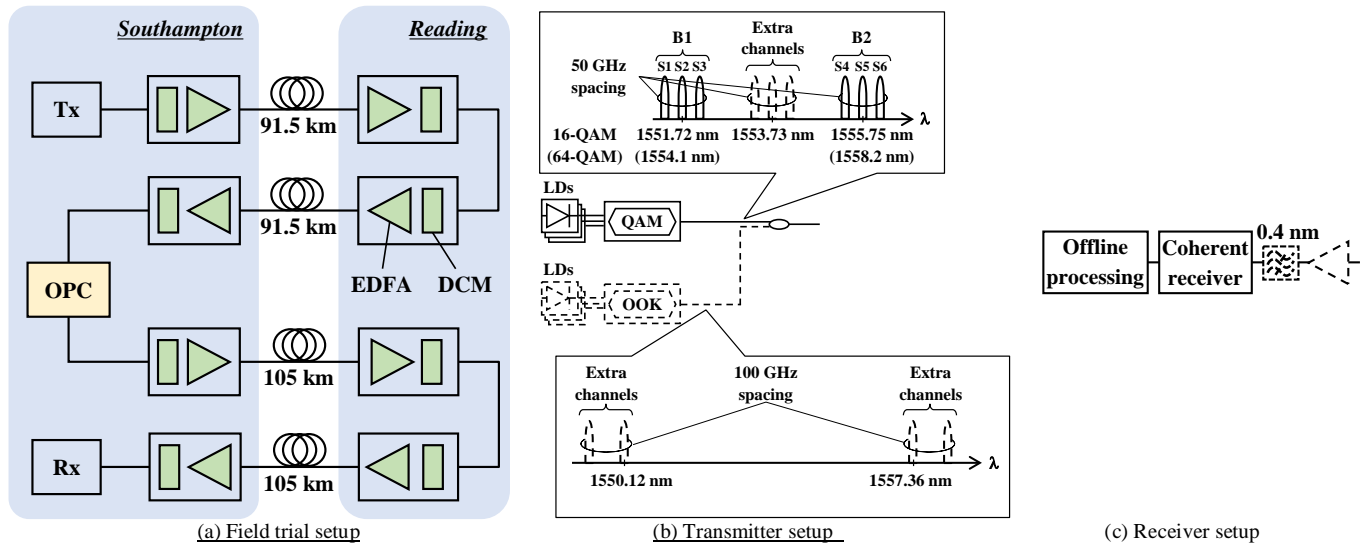 Southampton
Reading
Tx
91.5 km
91.5 km
EDFA
DCM
OPC
105 km
Rx
105 km
(a) Field trial setup
B1
Extra
channels
B2
S1 S2 S3
S4 S5 S6
50 GHz
spacing
λ
16-QAM
1551.72 nm
1553.73 nm
1555.75 nm
(64-QAM)
(1554.1 nm)
(1558.2 nm)
LDs
QAM
LDs
OOK
Extra
channels
100 GHz
spacing
Extra
channels
λ
1550.12 nm
1557.36 nm
(b) Transmitter setup
Offline
processing
Coherent
receiver
0.4 nm
(c) Receiver setup